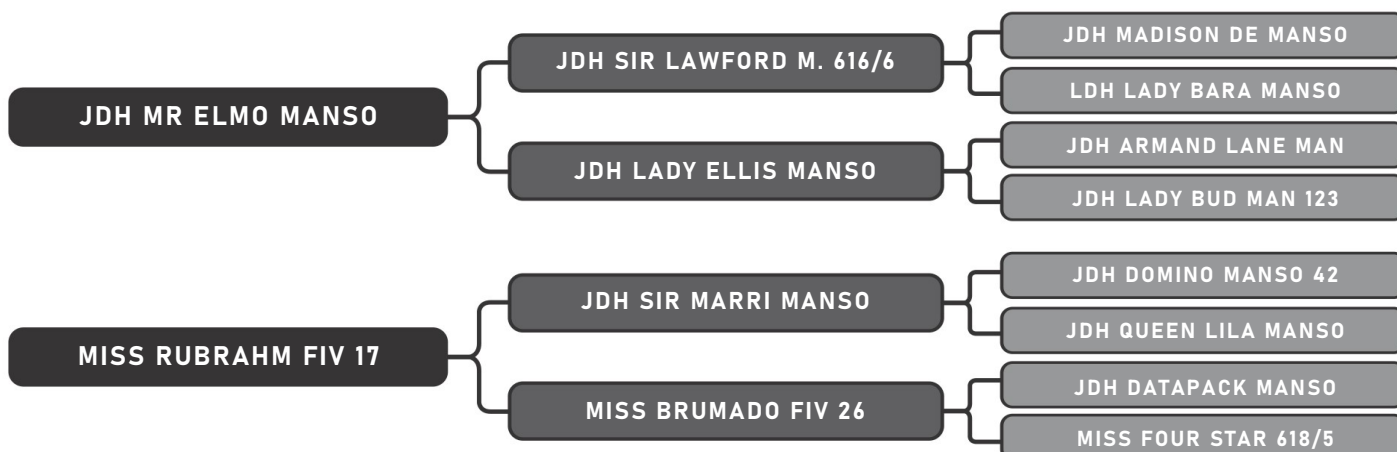 JDH MADISON DE MANSO
JDH SIR LAWFORD M. 616/6
LDH LADY BARA MANSO
JDH MR ELMO MANSO
JDH ARMAND LANE MAN
JDH LADY ELLIS MANSO
JDH LADY BUD MAN 123
JDH DOMINO MANSO 42
JDH SIR MARRI MANSO
JDH QUEEN LILA MANSO
MISS RUBRAHM FIV 17
JDH DATAPACK MANSO
MISS BRUMADO FIV 26
MISS FOUR STAR 618/5